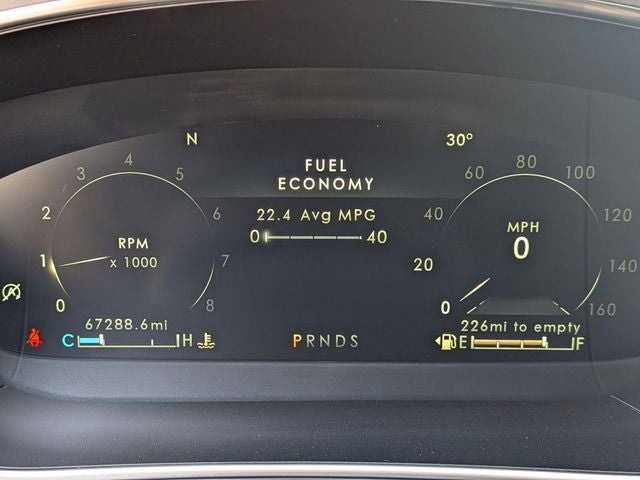 N
30°
FUEL
ECONOMY
22.4 Avg MPG
0 40
0 1 2 3 4 5 6 7 8
RPM
x 1000
0 20 40 60 80 100 120 140 160
MPH
0
67288.6mi
C H
PRNDS
226mi to empty
E F